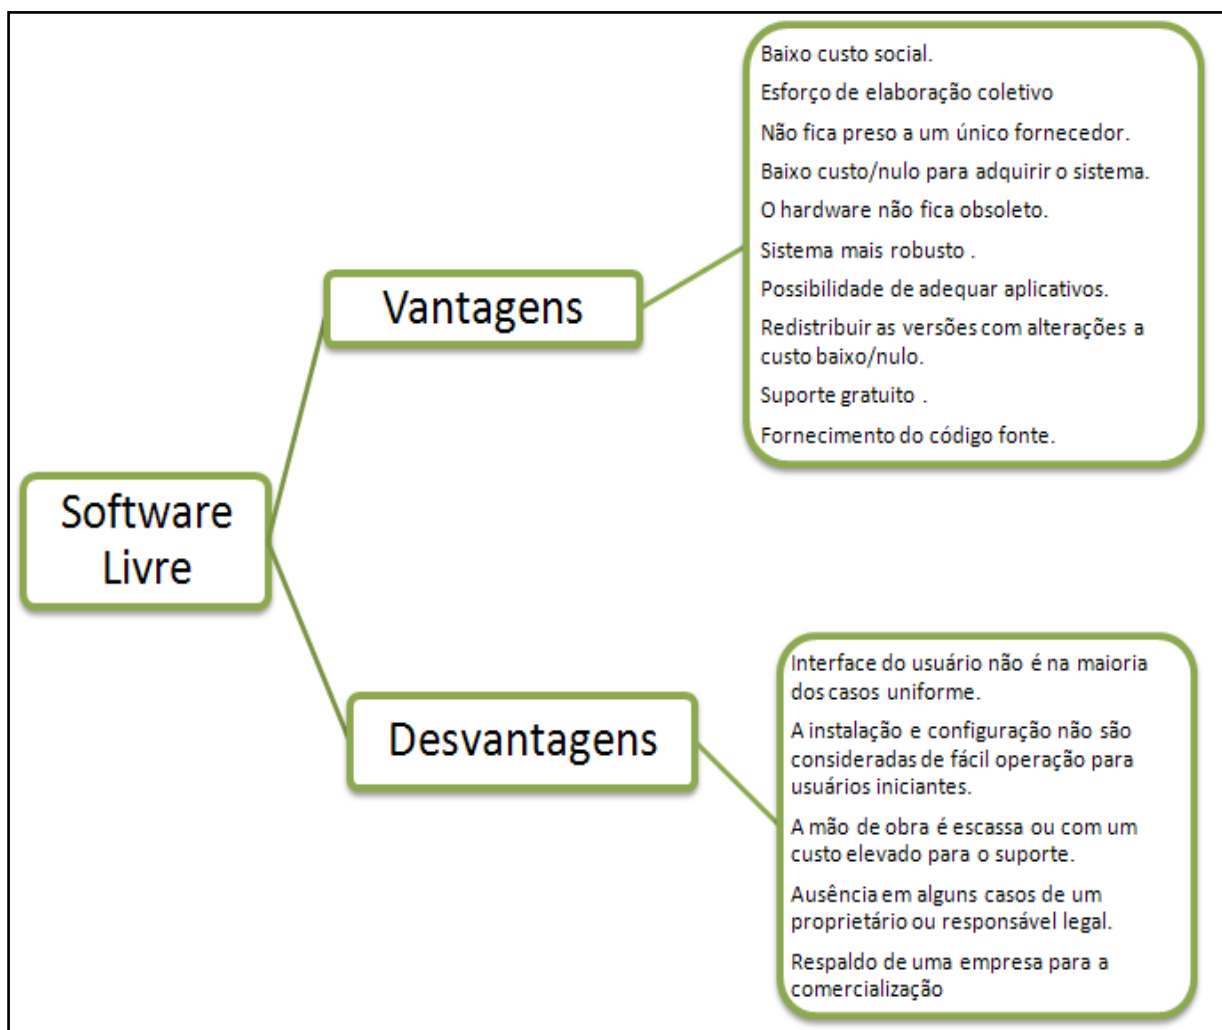 Software
Livre
Vantagens
Baixo custo social.
Esforço de elaboração coletivo
Não fica preso a um único fornecedor.
Baixo custo/nulo para adquirir o sistema.
O hardware não fica obsoleto.
Sistema mais robusto .
Possibilidade de adequar aplicativos.
Redistribuir as versões com alterações a
custo baixo/nulo.
Suporte gratuito .
Fornecimento do código fonte.
Desvantagens
Interface do usuário não é na maioria
dos casos uniforme.
A instalação e configuração não são
consideradas de fácil operação para
usuários iniciantes.
A mão de obra é escassa ou com um
custo elevado para o suporte.
Ausência em alguns casos de um
proprietário ou responsável legal.
Respaldo de uma empresa para a
comercialização